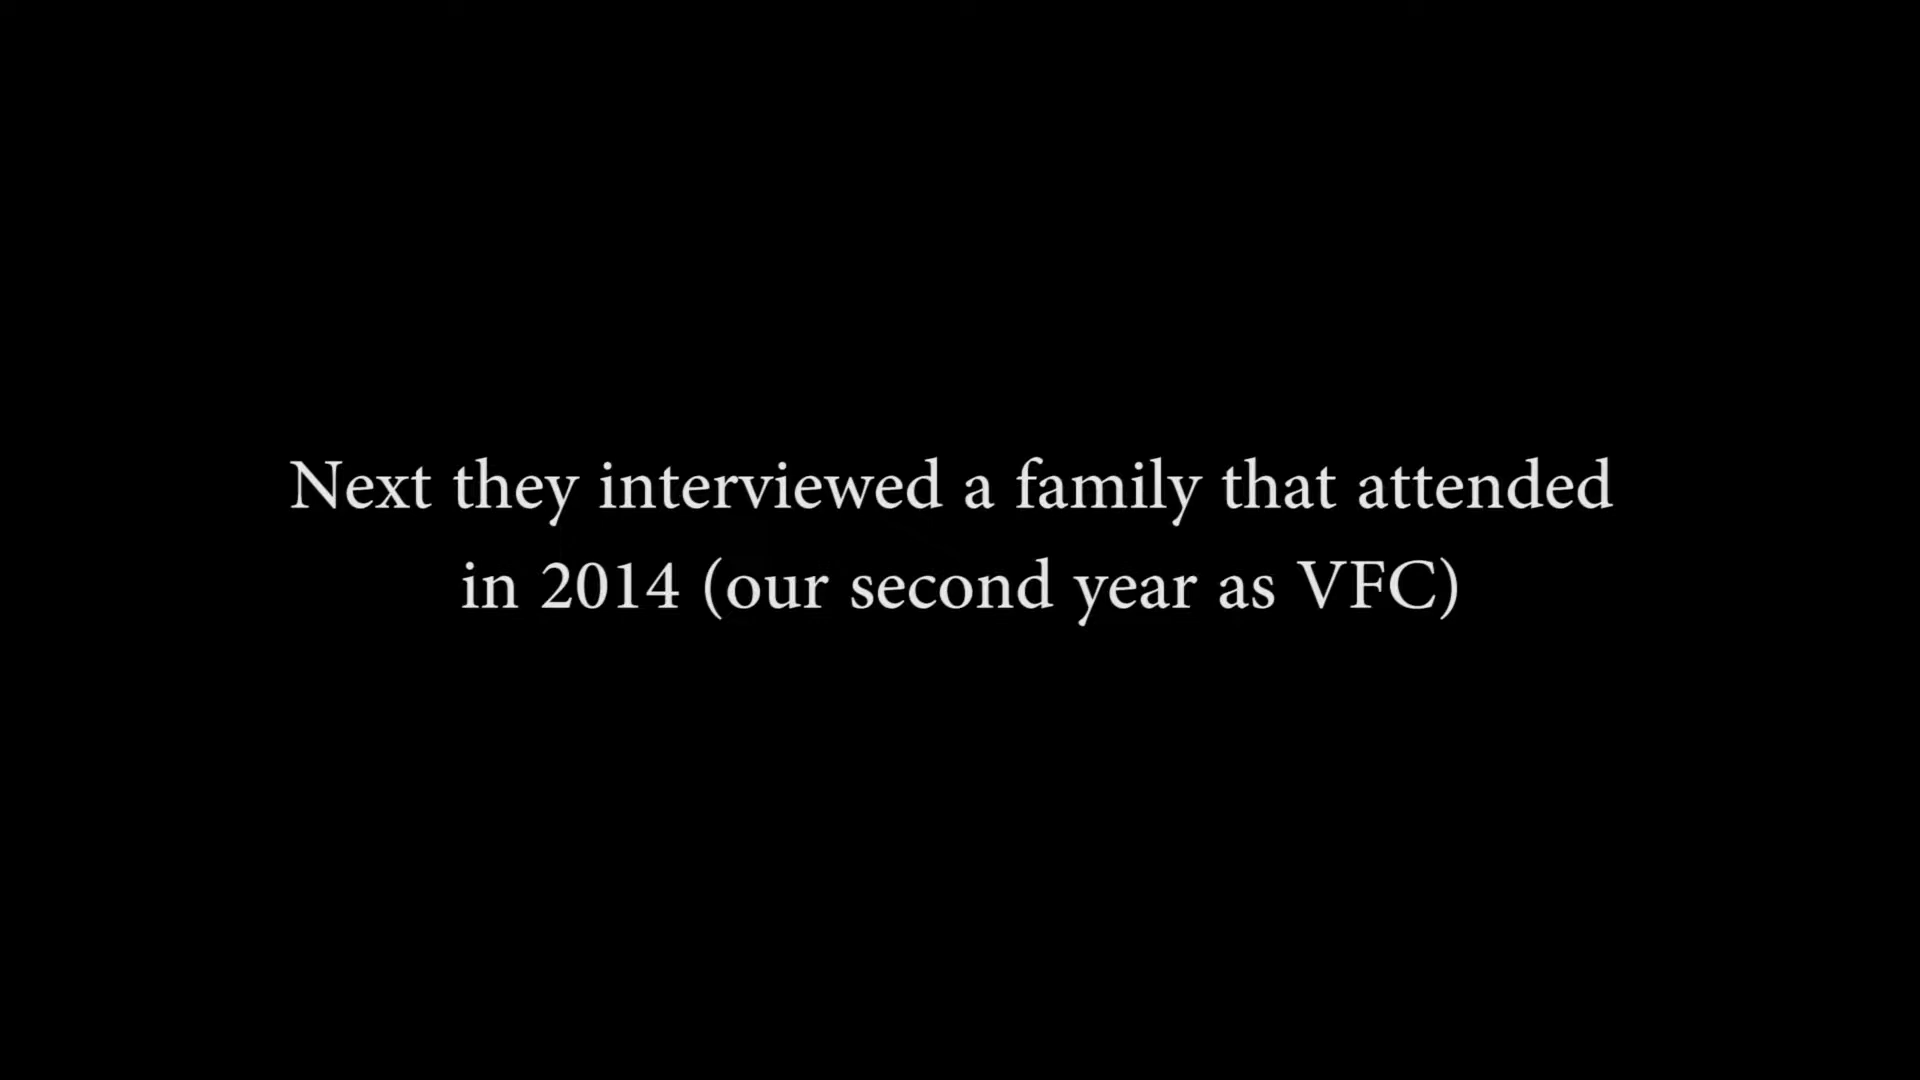 Next they interviewed a family that attended
in 2014 (our second year as VFC)